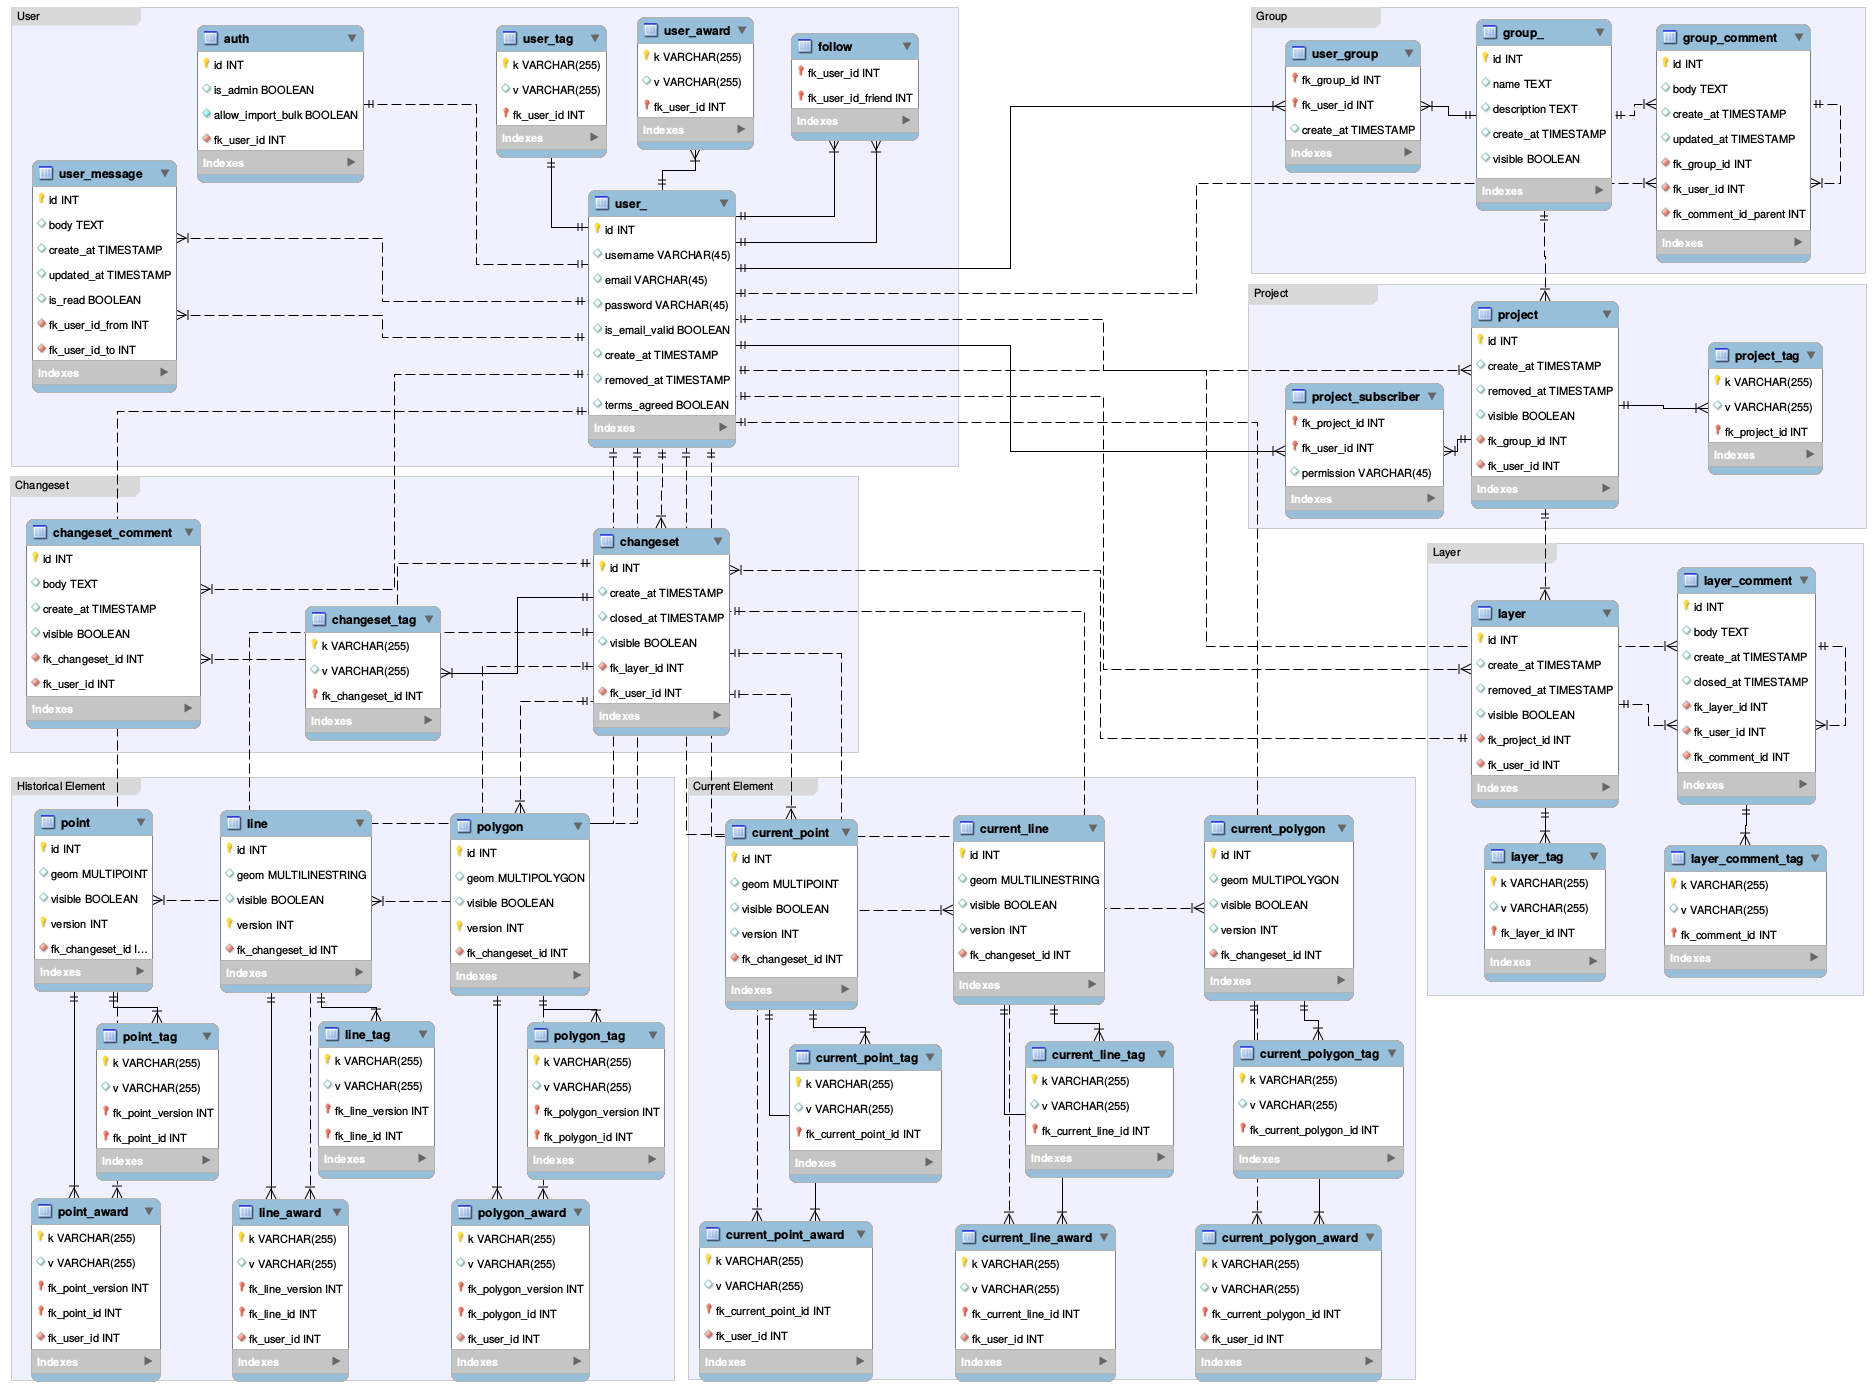 User
auth
id INT
is_admin BOOLEAN
allow_import_bulk BOOLEAN
fk_user_id INT
Indexes
user_tag
k VARCHAR(255)
v VARCHAR(255)
fk_user_id INT
Indexes
user_award
k VARCHAR(255)
v VARCHAR(255)
fk_user_id INT
Indexes
follow
fk_user_id INT
fk_user_id_friend INT
Indexes
user_message
id INT
body TEXT
create_at TIMESTAMP
updated_at TIMESTAMP
is_read BOOLEAN
fk_user_id_from INT
fk_user_id_to INT
Indexes
user_
id INT
username VARCHAR(45)
email VARCHAR(45)
password VARCHAR(45)
is_email_valid BOOLEAN
create_at TIMESTAMP
removed_at TIMESTAMP
terms_agreed BOOLEAN
Indexes
Group
user_group
fk_group_id INT
fk_user_id INT
create_at TIMESTAMP
Indexes
group_
id INT
name TEXT
description TEXT
create_at TIMESTAMP
visible BOOLEAN
Indexes
group_comment
id INT
body TEXT
create_at TIMESTAMP
updated_at TIMESTAMP
fk_group_id INT
fk_user_id INT
fk_comment_id_parent INT
Indexes
Project
project
id INT
create_at TIMESTAMP
removed_at TIMESTAMP
visible BOOLEAN
fk_group_id INT
fk_user_id INT
Indexes
project_tag
k VARCHAR(255)
v VARCHAR(255)
fk_project_id INT
Indexes
project_subscriber
fk_project_id INT
fk_user_id INT
permission VARCHAR(45)
Indexes
Changeset
changeset_comment
id INT
body TEXT
create_at TIMESTAMP
visible BOOLEAN
fk_changeset_id INT
fk_user_id INT
Indexes
changeset_tag
k VARCHAR(255)
v VARCHAR(255)
fk_changeset_id INT
Indexes
changeset
id INT
create_at TIMESTAMP
closed_at TIMESTAMP
visible BOOLEAN
fk_layer_id INT
fk_user_id INT
Indexes
Layer
layer
id INT
create_at TIMESTAMP
removed_at TIMESTAMP
visible BOOLEAN
fk_project_id INT
fk_user_id INT
Indexes
layer_comment
id INT
body TEXT
create_at TIMESTAMP
closed_at TIMESTAMP
fk_layer_id INT
fk_user_id INT
fk_comment_id INT
Indexes
layer_tag
k VARCHAR(255)
v VARCHAR(255)
fk_layer_id INT
Indexes
layer_comment_tag
k VARCHAR(255)
v VARCHAR(255)
fk_comment_id INT
Indexes
Historical Element
point
id INT
geom MULTIPOINT
visible BOOLEAN
version INT
fk_changeset_id I...
Indexes
line
id INT
geom MULTILINESTRING
visible BOOLEAN
version INT
fk_changeset_id INT
Indexes
polygon
id INT
geom MULTIPOLYGON
visible BOOLEAN
version INT
fk_changeset_id INT
Indexes
point_tag
k VARCHAR(255)
v VARCHAR(255)
fk_point_version INT
fk_point_id INT
Indexes
line_tag
k VARCHAR(255)
v VARCHAR(255)
fk_line_version INT
fk_line_id INT
Indexes
polygon_tag
k VARCHAR(255)
v VARCHAR(255)
fk_polygon_version INT
fk_polygon_id INT
Indexes
point_award
k VARCHAR(255)
v VARCHAR(255)
fk_point_version INT
fk_point_id INT
fk_user_id INT
Indexes
line_award
k VARCHAR(255)
v VARCHAR(255)
fk_line_version INT
fk_line_id INT
fk_user_id INT
Indexes
polygon_award
k VARCHAR(255)
v VARCHAR(255)
fk_polygon_version INT
fk_polygon_id INT
fk_user_id INT
Indexes
Current Element
current_point
id INT
geom MULTIPOINT
visible BOOLEAN
version INT
fk_changeset_id INT
Indexes
current_line
id INT
geom MULTILINESTRING
visible BOOLEAN
version INT
fk_changeset_id INT
Indexes
current_polygon
id INT
geom MULTIPOLYGON
visible BOOLEAN
version INT
fk_changeset_id INT
Indexes
current_point_tag
k VARCHAR(255)
v VARCHAR(255)
fk_current_point_id INT
Indexes
current_line_tag
k VARCHAR(255)
v VARCHAR(255)
fk_current_line_id INT
Indexes
current_polygon_tag
k VARCHAR(255)
v VARCHAR(255)
fk_current_polygon_id INT
Indexes
current_point_award
k VARCHAR(255)
v VARCHAR(255)
fk_current_point_id INT
fk_user_id INT
Indexes
current_line_award
k VARCHAR(255)
v VARCHAR(255)
fk_current_line_id INT
fk_user_id INT
Indexes
current_polygon_award
k VARCHAR(255)
v VARCHAR(255)
fk_current_polygon_id INT
fk_user_id INT
Indexes